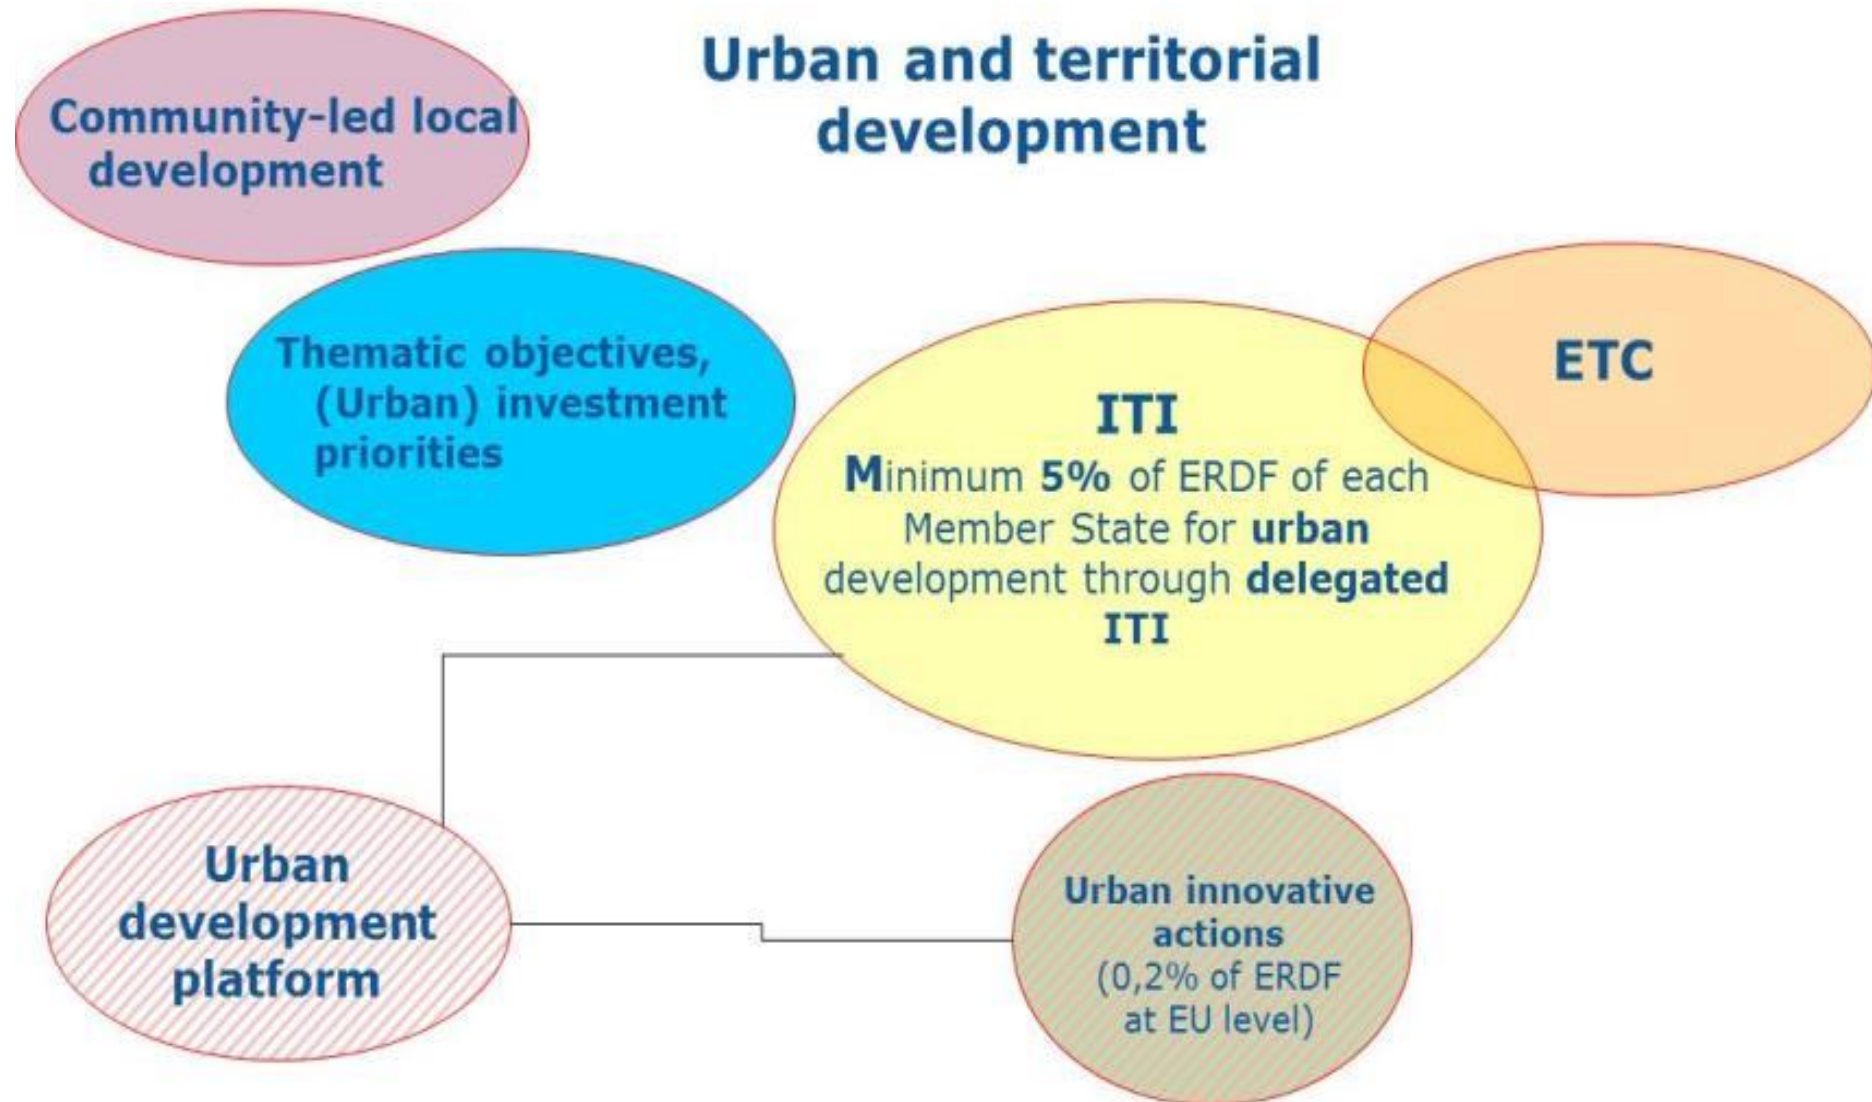 Urban and territorial
development
Community-led local
development
Thematic objectives,
(Urban) investment
priorities
ETC
ITI
Minimum 5% of ERDF of each
Member State for urban
development through delegated
ITI
Urban
development
platform
Urban innovative
actions
(0,2% of ERDF
at EU level)